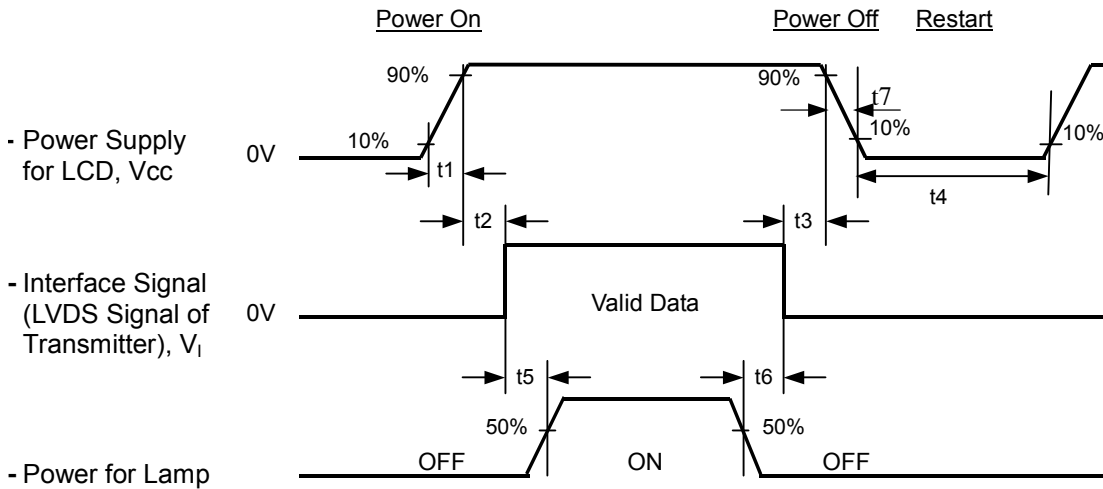 Power On
Power Off
Restart
90%
90%
t7
- Power Supply
for LCD, Vcc
0V
10%
10%
10%
t1
t4
t2
t3
- Interface Signal
(LVDS Signal of
Transmitter), VI
0V
Valid Data
t5
t6
50%
50%
- Power for Lamp
OFF
ON
OFF